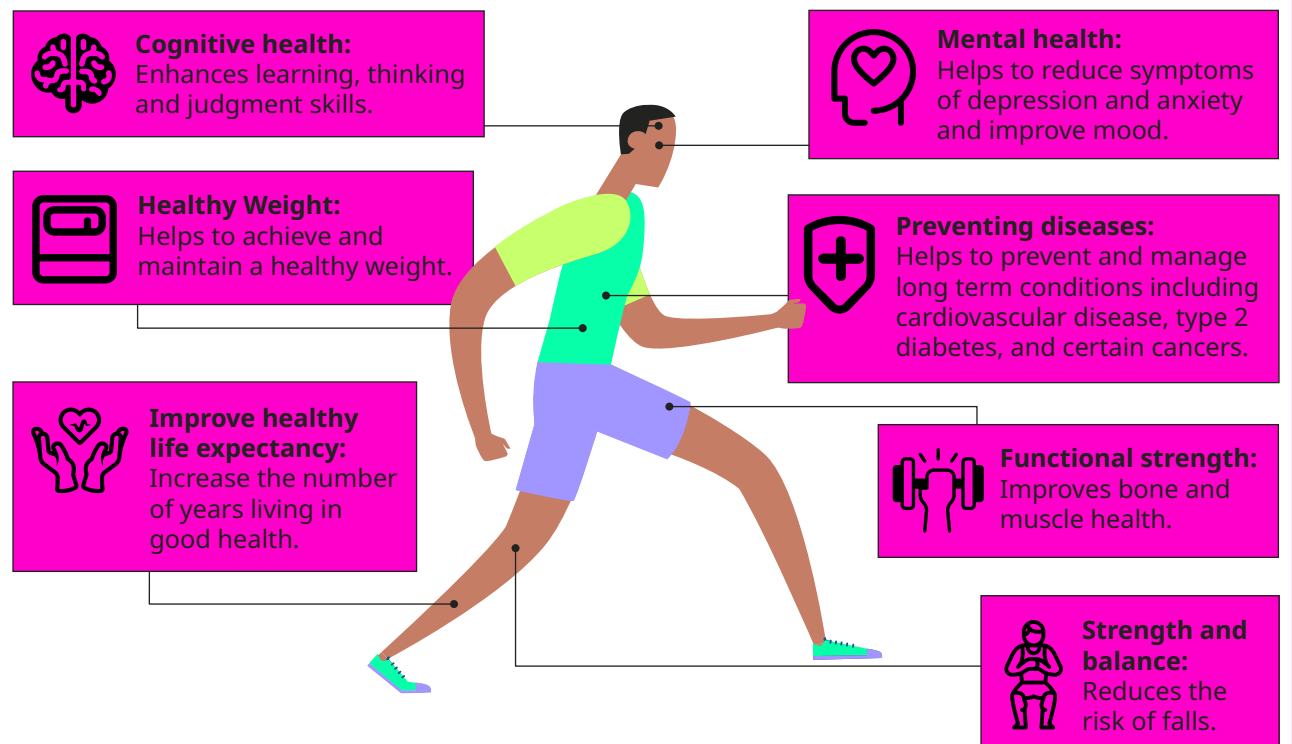 Cognitive health:
Enhances learning, thinking
and judgment skills.
Mental health:
Helps to reduce symptoms
of depression and anxiety
and improve mood.
Healthy Weight:
Helps to achieve and
maintain a healthy weight.
Preventing diseases:
Helps to prevent and manage
long term conditions including
cardiovascular disease, type 2
diabetes, and certain cancers.
Improve healthy
life expectancy:
Increase the number
of years living in
good health.
Functional strength:
Improves bone and
muscle health.
Strength and
balance:
Reduces the
risk of falls.